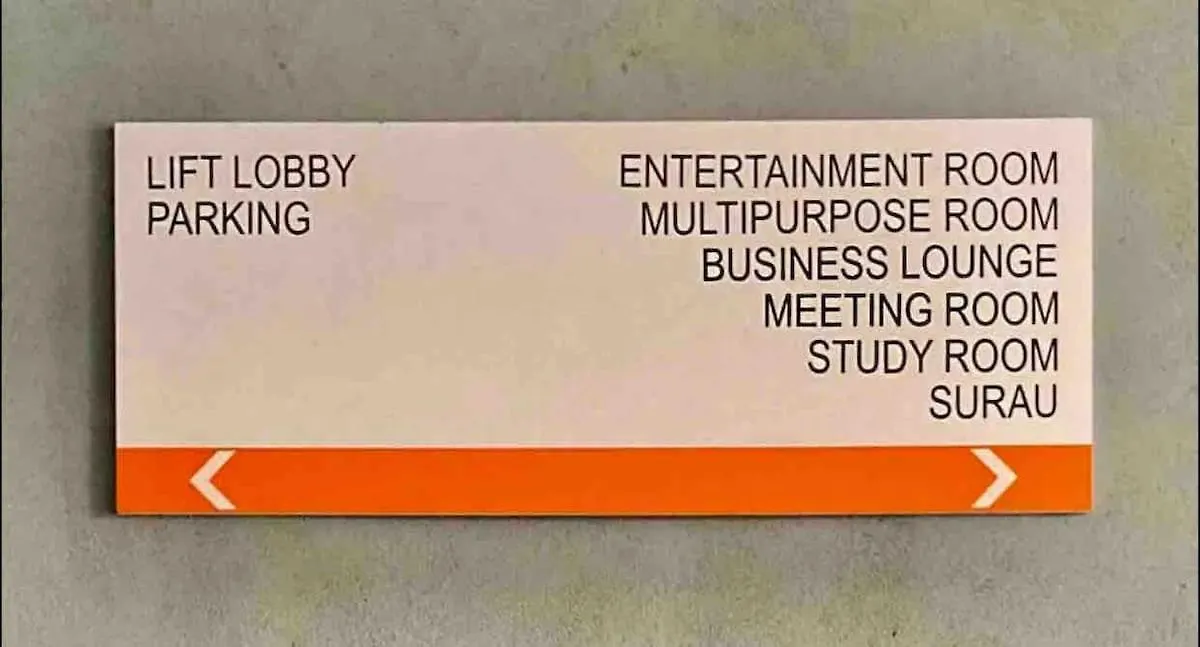 LIFT LOBBY
PARKING
ENTERTAINMENT ROOM
MULTIPURPOSE ROOM
BUSINESS LOUNGE
MEETING ROOM
STUDY ROOM
SURAU